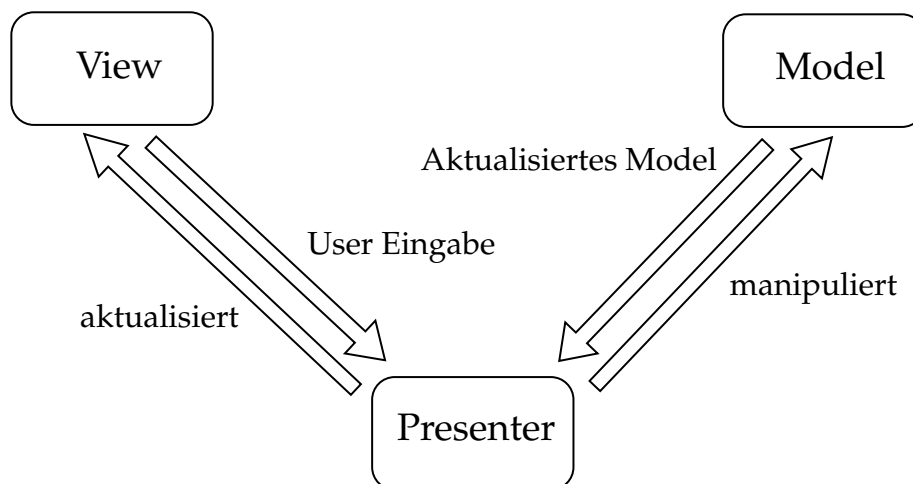 View
Model
Aktualisiertes Model
User Eingabe
manipuliert
aktualisiert
Presenter